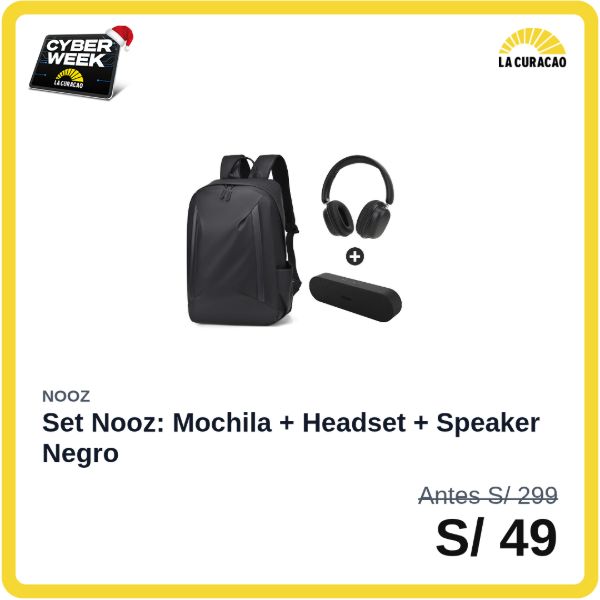 CYBER
WEEK
LA CURACAO
LA CURACAO
NOOZ
Set Nooz: Mochila + Headset + Speaker
Negro
Antes S/ 299
S/ 49